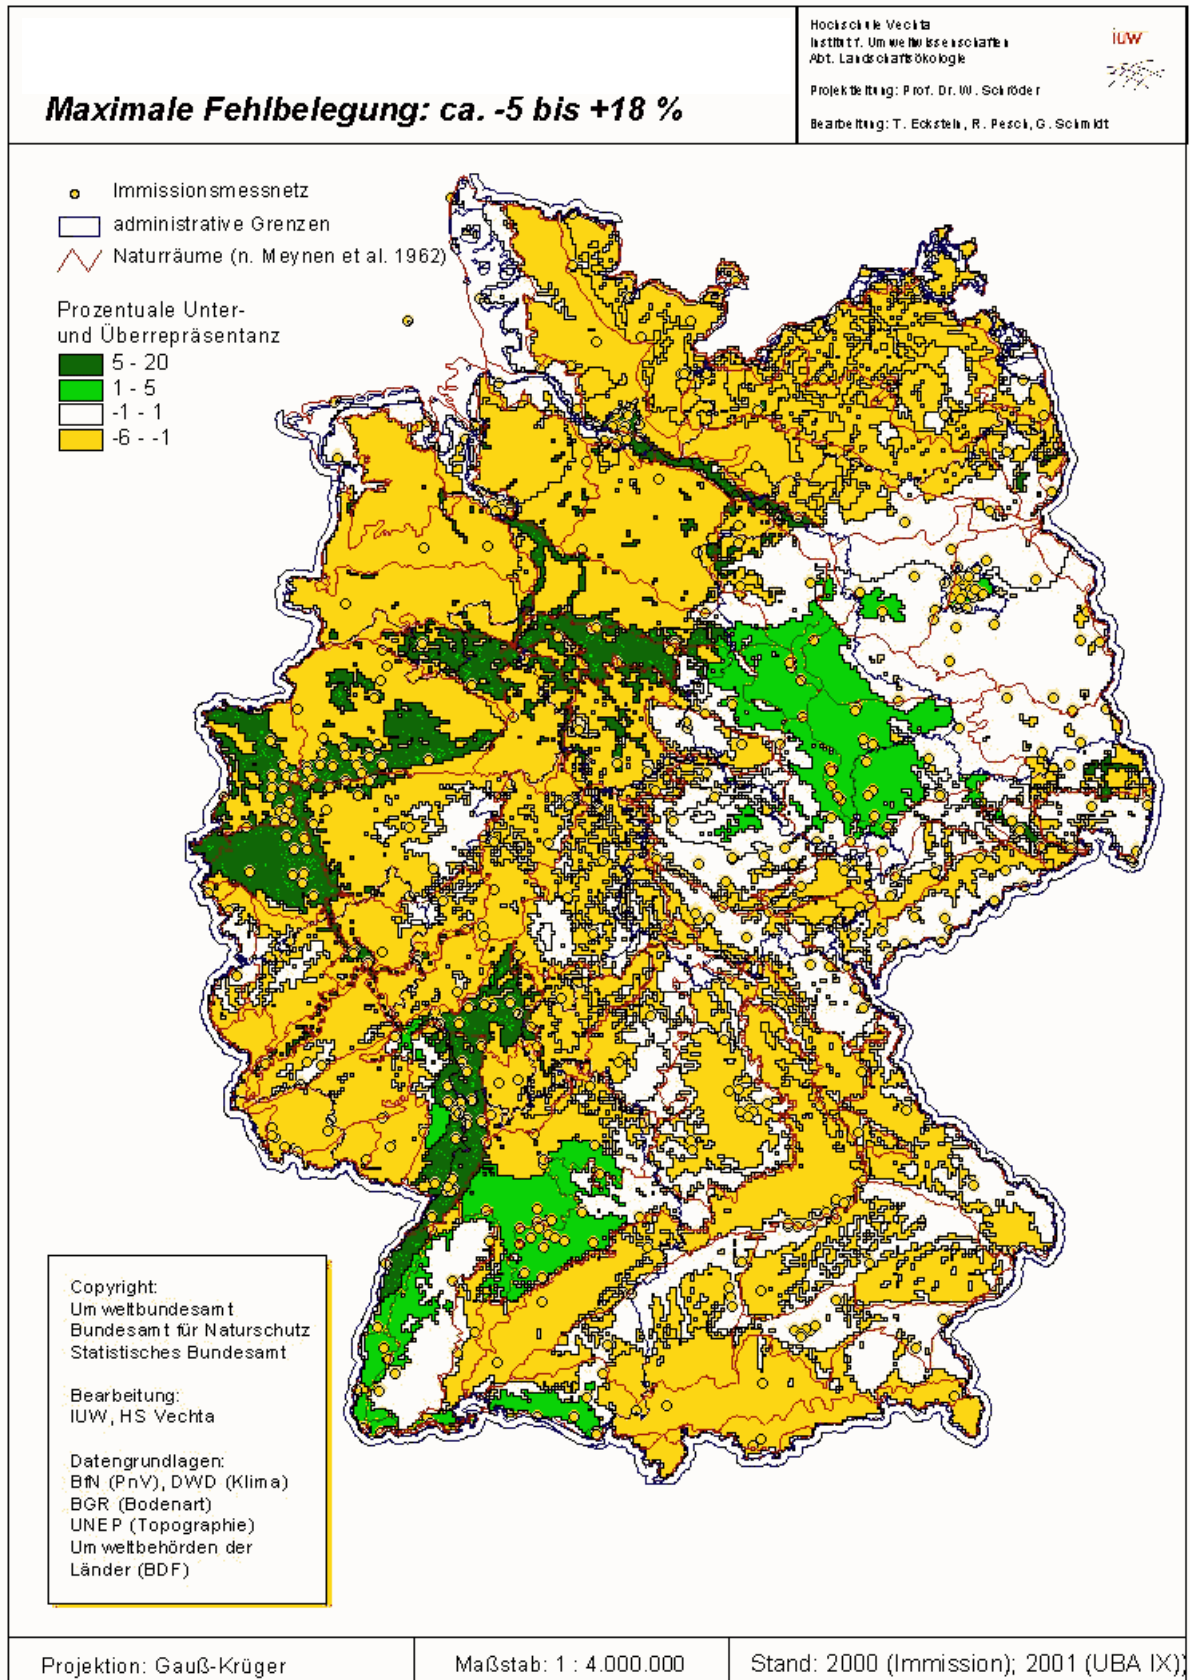 Maximale Fehlbelegung: ca. -5 bis +18 %
Hochschule Vechta
Institut f. Umweltwissenschaften
Abt. Landschaftsökologie
Projektleitung: Prof. Dr. W. Schröder
Bearbeitung: T. Eckstein, R. Pesch, G. Schmidt
iuw
Immissionsmessnetz
administrative Grenzen
Naturräume (n. Meynen et al. 1962)
Prozentuale Unter-
und Überrepräsentanz
5 - 20
1 - 5
-1 - 1
-6 - -1
Copyright:
Umweltbundesamt
Bundesamt für Naturschutz
Statistisches Bundesamt
Bearbeitung:
IUW, HS Vechta
Datengrundlagen:
BfN (PnV), DWD (Klima)
BGR (Bodenart)
UNEP (Topographie)
Umweltbehörden der
Länder (BDF)
Projektion: Gauß-Krüger
Maßstab: 1 : 4.000.000
Stand: 2000 (Immission); 2001 (UBA IX);